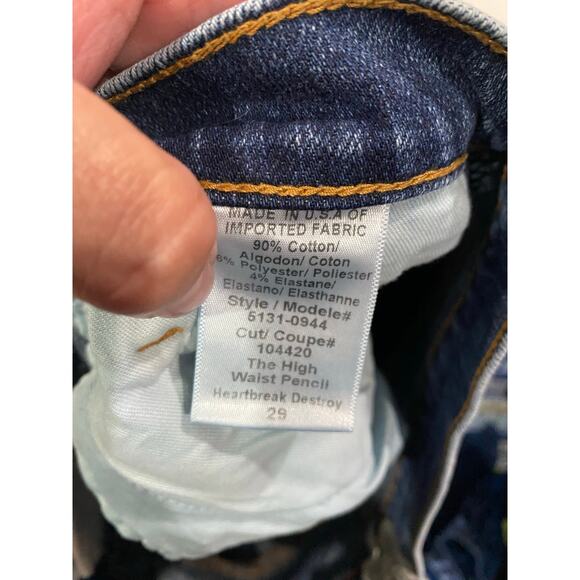 MADE IN U.S.A OF
IMPORTED FABRIC
90% Cotton/
Algodon/ Coton
6% Polyester/ Poliester
4% Elastane/
Elastano/ Elasthanne
Style / Modele#
5131-0944
Cut/ Coupe#
104420
The High
Waist Pencil
Heartbreak Destroy
29